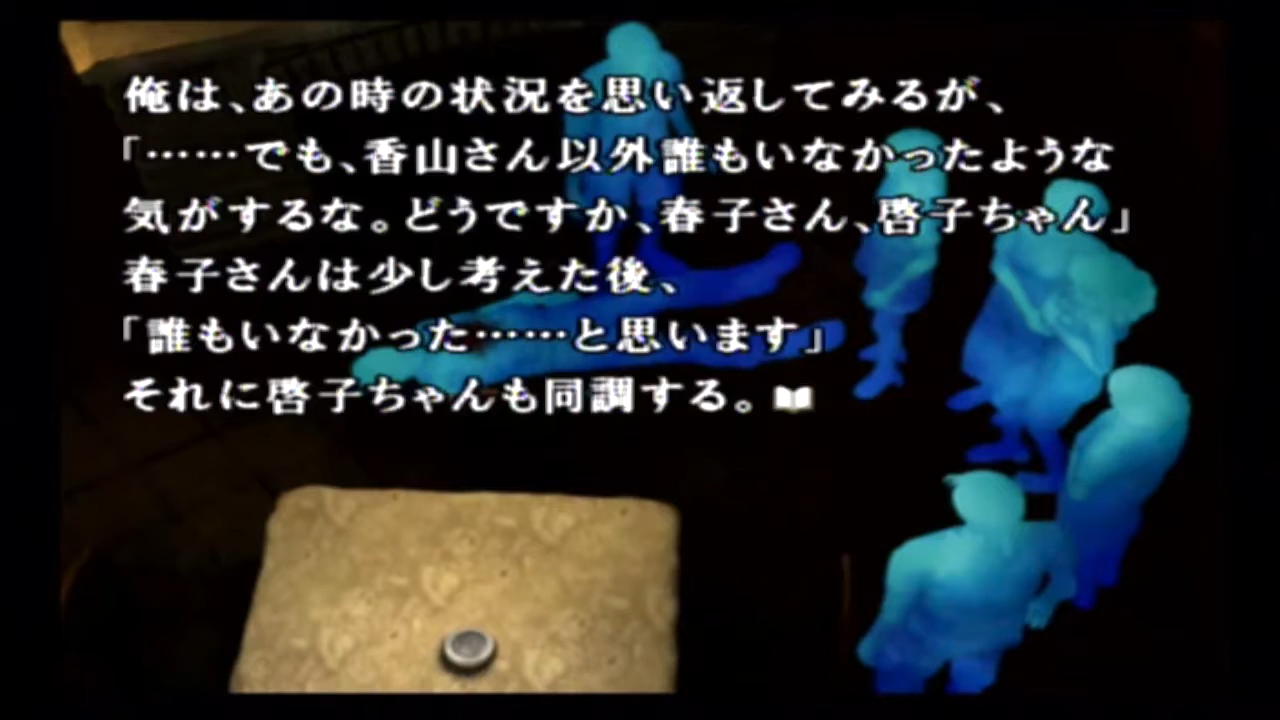 俺は、あの時の状況を思い返してみるが、
「……でも、香山さん以外誰もいなかったような
気がするな。どうですか、春子さん、啓子ちゃん」
春子さんは少し考えた後、
「誰もいなかった……と思います」
それに啓子ちゃんも同調する。